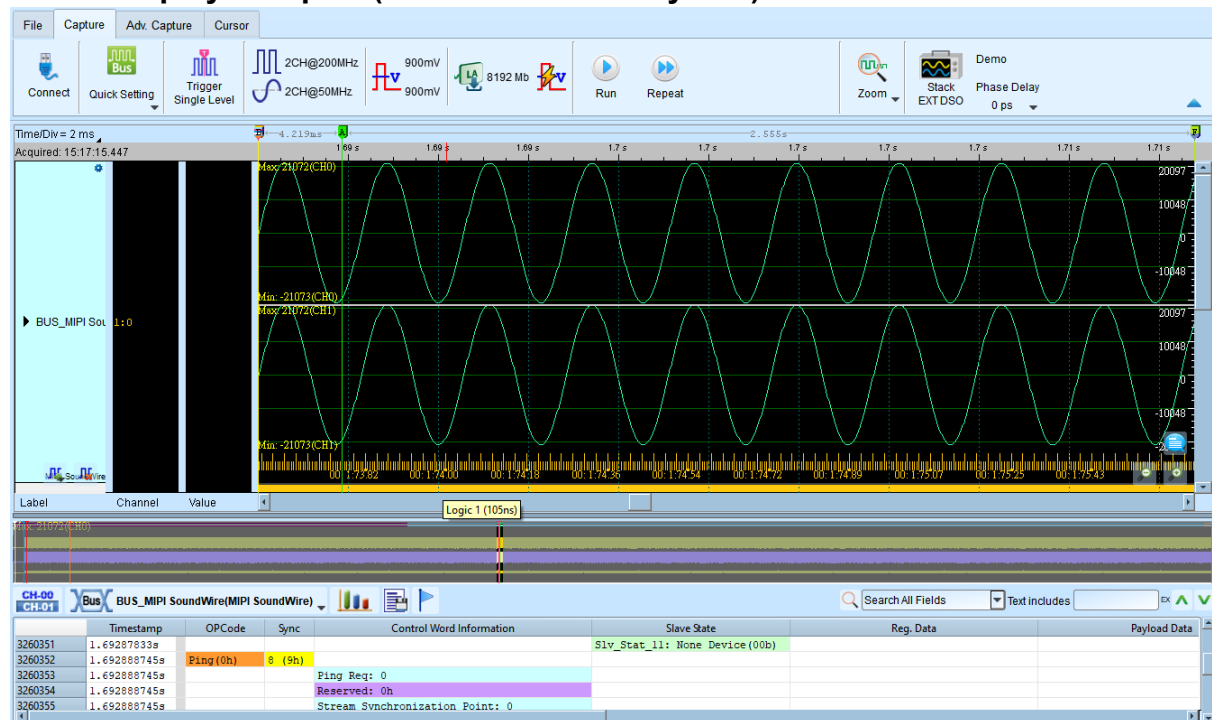 File Capture Adv. Capture Cursor
Connect
Bus
Quick Setting
Trigger
Single Level
2CH@200MHz
2CH@50MHz
900mV
900mV
V
LA
8192 Mb
V
Run
Repeat
Zoom
Stack
EXT DSO
Demo
Phase Delay
0 ps
Time/Div = 2 ms
4.219ms
A
2.555s
Acquired: 15:17:15.447
1.69 s 1.69 s 1.69 s 1.7 s 1.7 s 1.7 s 1.7 s 1.7 s 1.71 s 1.71 s
Max: 21072(CH0)
20097
10048
0
-10048
Min: -21073(CH0)
Max: 21072(CH1)
20097
BUS_MIPI Sou 1:0
10048
0
-10048
Min: -21073(CH1)
00:1:73.82 00:1:74.00 00:1:74.18 00:1:74.36 00:1:74.54 00:1:74.72 00:1:74.89 00:1:75.07 00:1:75.25 00:1:75.43
Label Channel Value
Logic 1 (105ns)
CH-00
CH-01
Bus
BUS_MIPI SoundWire(MIPI SoundWire)
Search All Fields
Text includes
Timestamp OPCode Sync Control Word Information Slave State Reg. Data Payload Data
3260351 1.69287833s Slv_Stat_11: None Device(00b)
3260352 1.692888745s Ping(0h) 8 (9h)
3260353 1.692888745s Ping Req: 0
3260354 1.692888745s Reserved: 0h
3260355 1.692888745s Stream Synchronization Point: 0